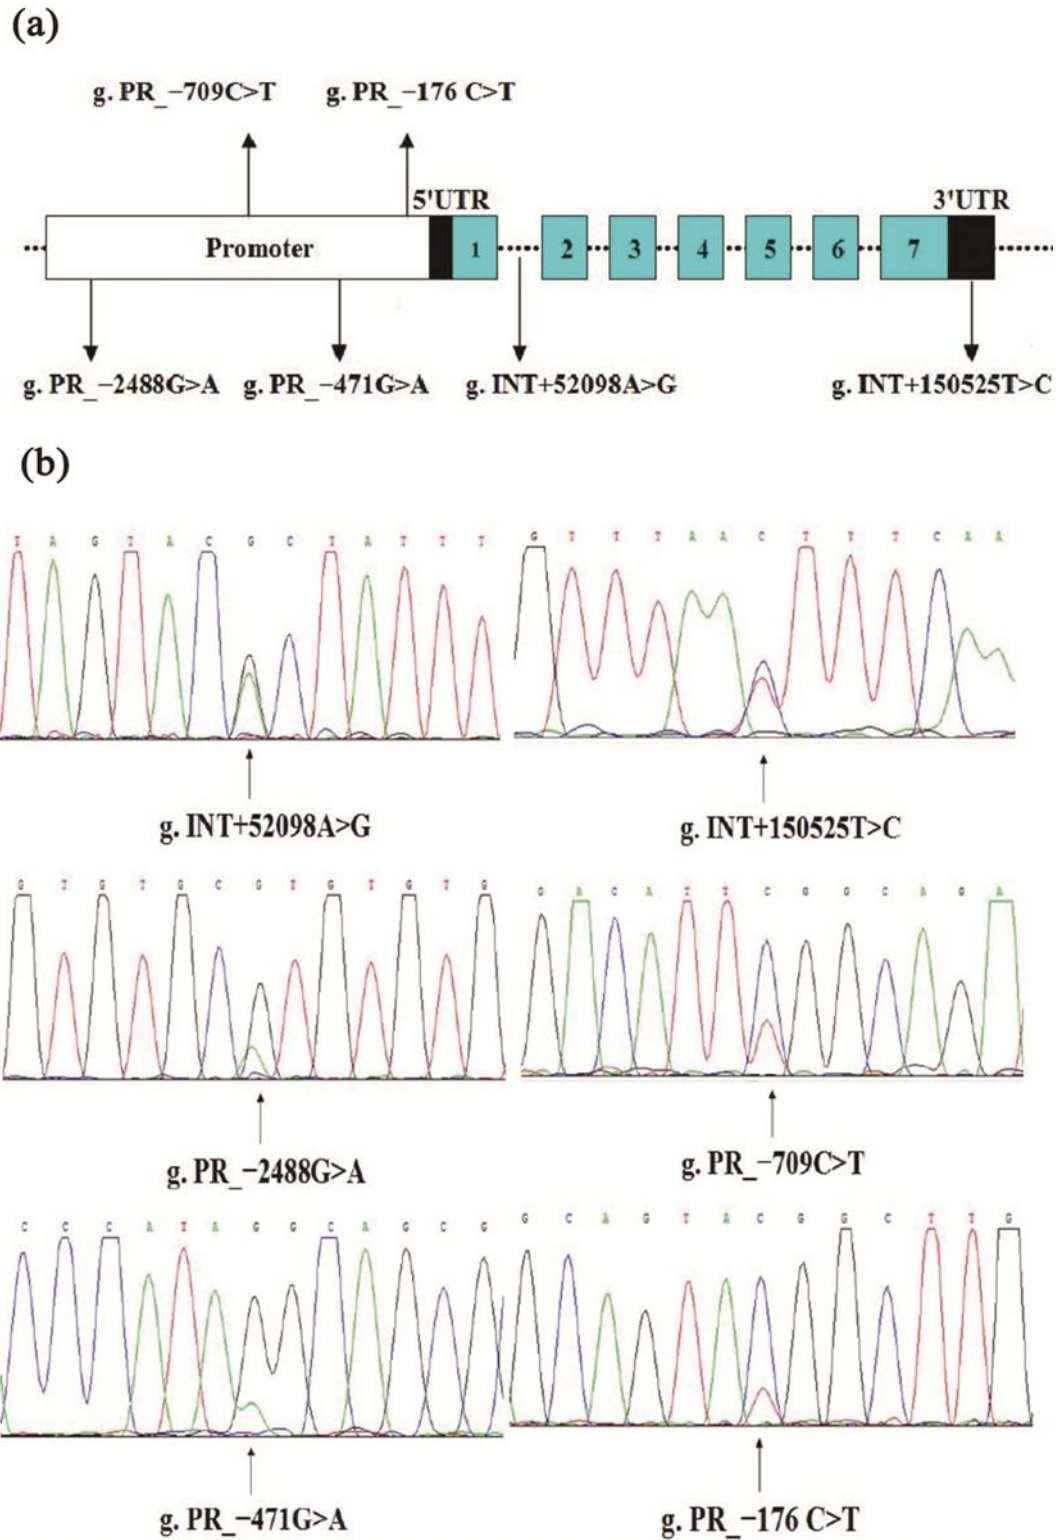 (a)
g. PR_−709C>T g. PR_−176 C>T
5'UTR 3'UTR
Promoter 1 2 3 4 5 6 7
g. PR_−2488G>A g. PR_−471G>A g. INT+52098A>G g. INT+150525T>C
(b)
T A G T A C G C T A T T T
G T T T A A C T T T C A A
g. INT+52098A>G
g. INT+150525T>C
G T G T G C G T G T G T G
G A C A T T C G G C A G A
g. PR_−2488G>A
g. PR_−709C>T
C C C A T A G G C A G C G
G C A G T A C G G C T T G
g. PR_−471G>A
g. PR_−176 C>T